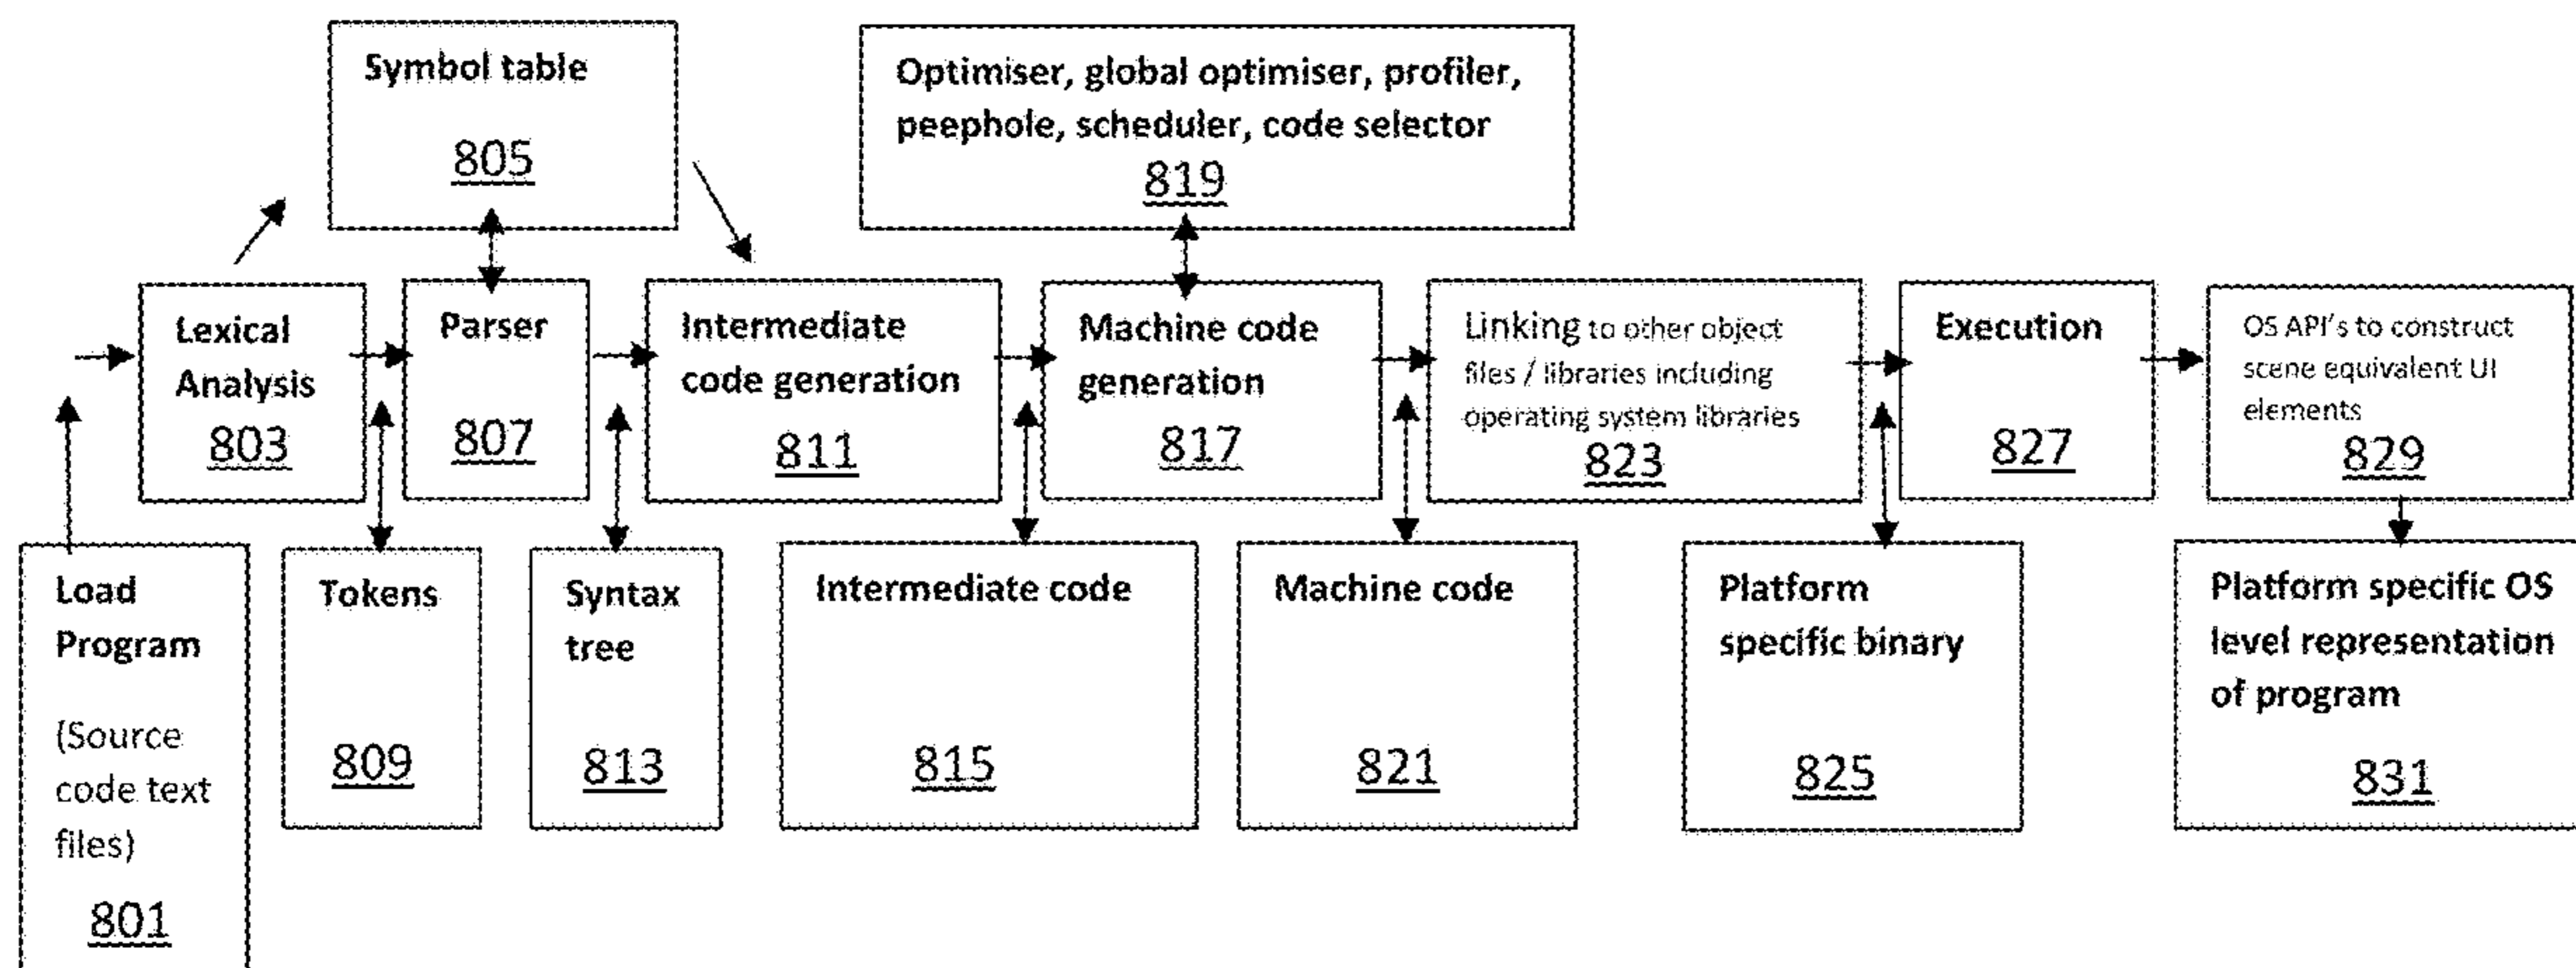 Symbol table
805
Optimiser, global optimiser, profiler,
peephole, scheduler, code selector
819
Lexical
Analysis
803
Parser
807
Intermediate
code generation
811
Machine code
generation
817
Linking to other object
files / libraries including
operating system libraries
823
Execution
827
OS API's to construct
scene equivalent UI
elements
829
Load
Program
(Source
code text
files)
801
Tokens
809
Syntax
tree
813
Intermediate code
815
Machine code
821
Platform
specific binary
825
Platform specific OS
level representation
of program
831